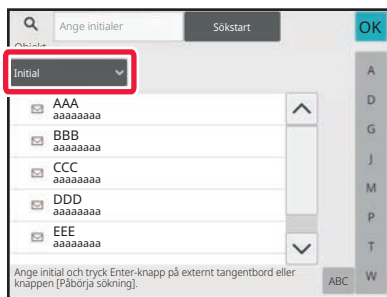 Ange initialer
Sökstart
OK
Objekt
Initial
AAA
aaaaaaaa
BBB
aaaaaaaa
CCC
aaaaaaaa
DDD
aaaaaaaa
EEE
aaaaaaaa
A
D
G
J
M
P
T
W
Ange initial och tryck Enter-knapp på externt tangentbord eller
knappen [Påbörja sökning].
ABC